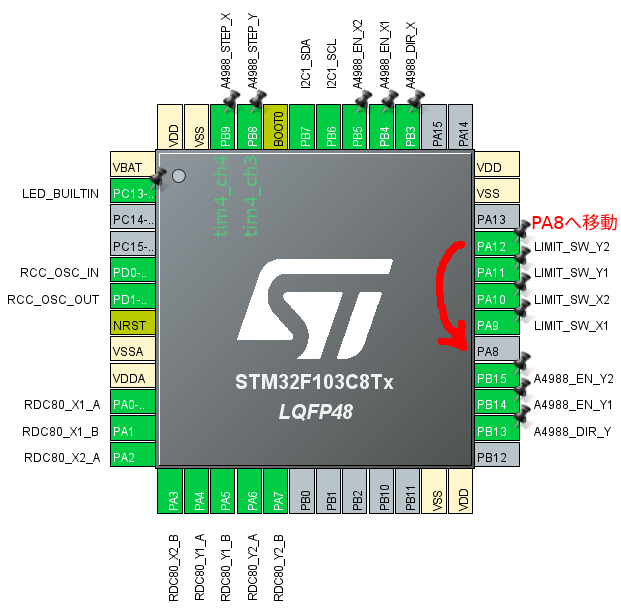 A4988_STEP_X
A4988_STEP_Y
I2C1_SDA
I2C1_SCL
A4988_EN_X2
A4988_EN_X1
A4988_DIR_X
VDD
VSS
PB9
PB8
BOOT0
PB7
PB6
PB5
PB4
PB3
PA15
PA14
tim4_ch4
tim4_ch3
VBAT
LED_BUILTIN PC13-..
PC14-..
PC15-..
RCC_OSC_IN PD0-..
RCC_OSC_OUT PD1-..
NRST
VSSA
VDDA
RDC80_X1_A PA0-..
RDC80_X1_B PA1
RDC80_X2_A PA2
VDD
VSS
PA13
PA8へ移動
PA12 LIMIT_SW_Y2
PA11 LIMIT_SW_Y1
PA10 LIMIT_SW_X2
PA9 LIMIT_SW_X1
PA8
PB15 A4988_EN_Y2
PB14 A4988_EN_Y1
PB13 A4988_DIR_Y
PB12
ST
STM32F103C8Tx
LQFP48
PA3
PA4
PA5
PA6
PA7
PB0
PB1
PB2
PB10
PB11
VSS
VDD
RDC80_X2_B
RDC80_Y1_A
RDC80_Y1_B
RDC80_Y2_A
RDC80_Y2_B